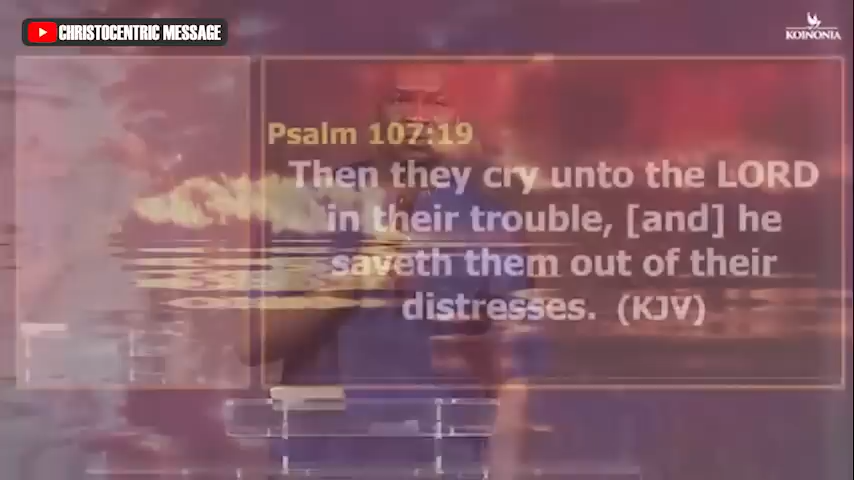 CHRISTOCENTRIC MESSAGE
KOINONIA
Psalm 107:19
Then they cry unto the LORD
in their trouble, [and] he
saveth them out of their
distresses. (KJV)